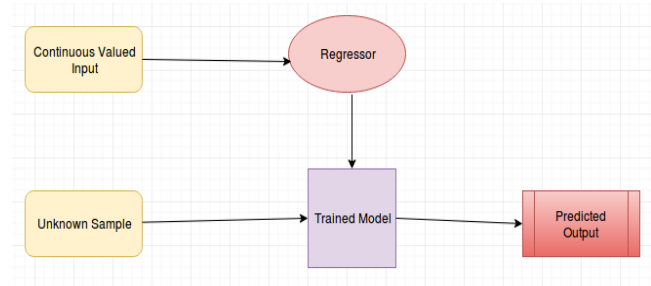 Continuous Valued
Input
Regressor
Unknown Sample
Trained Model
Predicted
Output